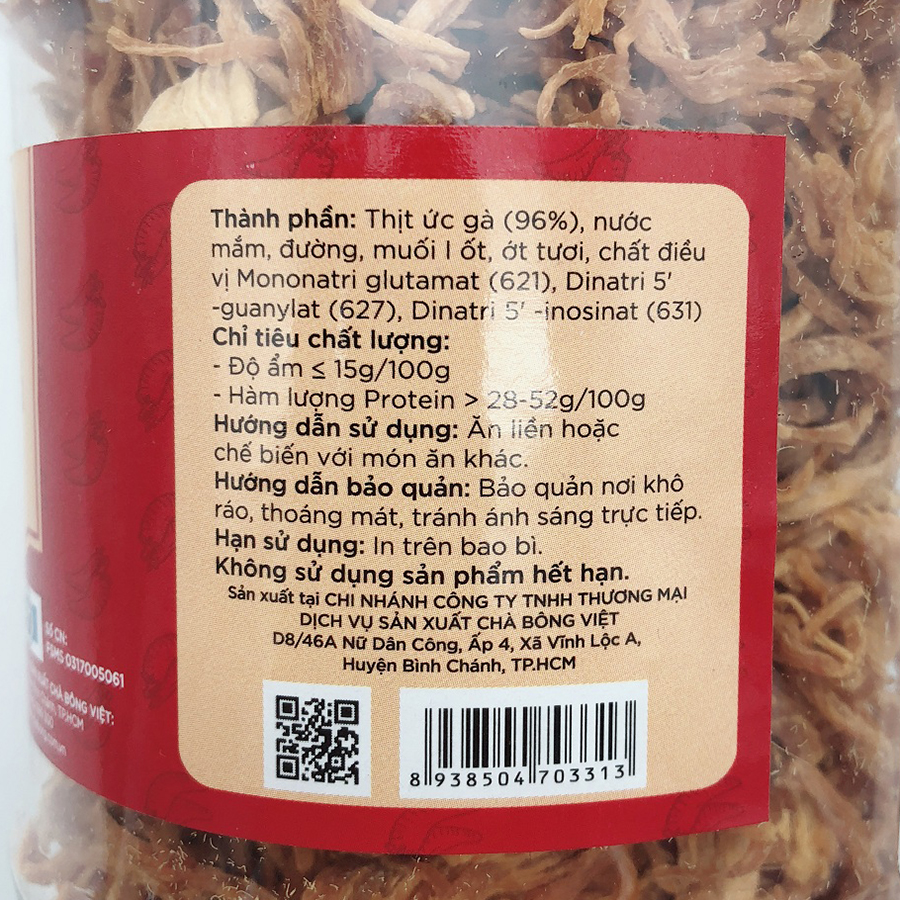 Thành phần: Thịt ức gà (96%), nước
mắm, đường, muối I ốt, ớt tươi, chất điều
vị Mononatri glutamat (621), Dinatri 5'
-guanylat (627), Dinatri 5' -inosinat (631)
Chỉ tiêu chất lượng:
- Độ ẩm ≤ 15g/100g
- Hàm lượng Protein > 28-52g/100g
Hướng dẫn sử dụng: Ăn liền hoặc
chế biến với món ăn khác.
Hướng dẫn bảo quản: Bảo quản nơi khô
ráo, thoáng mát, tránh ánh sáng trực tiếp.
Hạn sử dụng: In trên bao bì.
Không sử dụng sản phẩm hết hạn.
Sản xuất tại CHI NHÁNH CÔNG TY TNHH THƯƠNG MẠI
DỊCH VỤ SẢN XUẤT CHÀ BÔNG VIỆT
D8/46A Nữ Dân Công, Ấp 4, Xã Vĩnh Lộc A,
Huyện Bình Chánh, TP.HCM
8 938504 703313
Số CN:
FSMS 0317005061
CHÀ BÔNG VIỆT:
TP.HCM